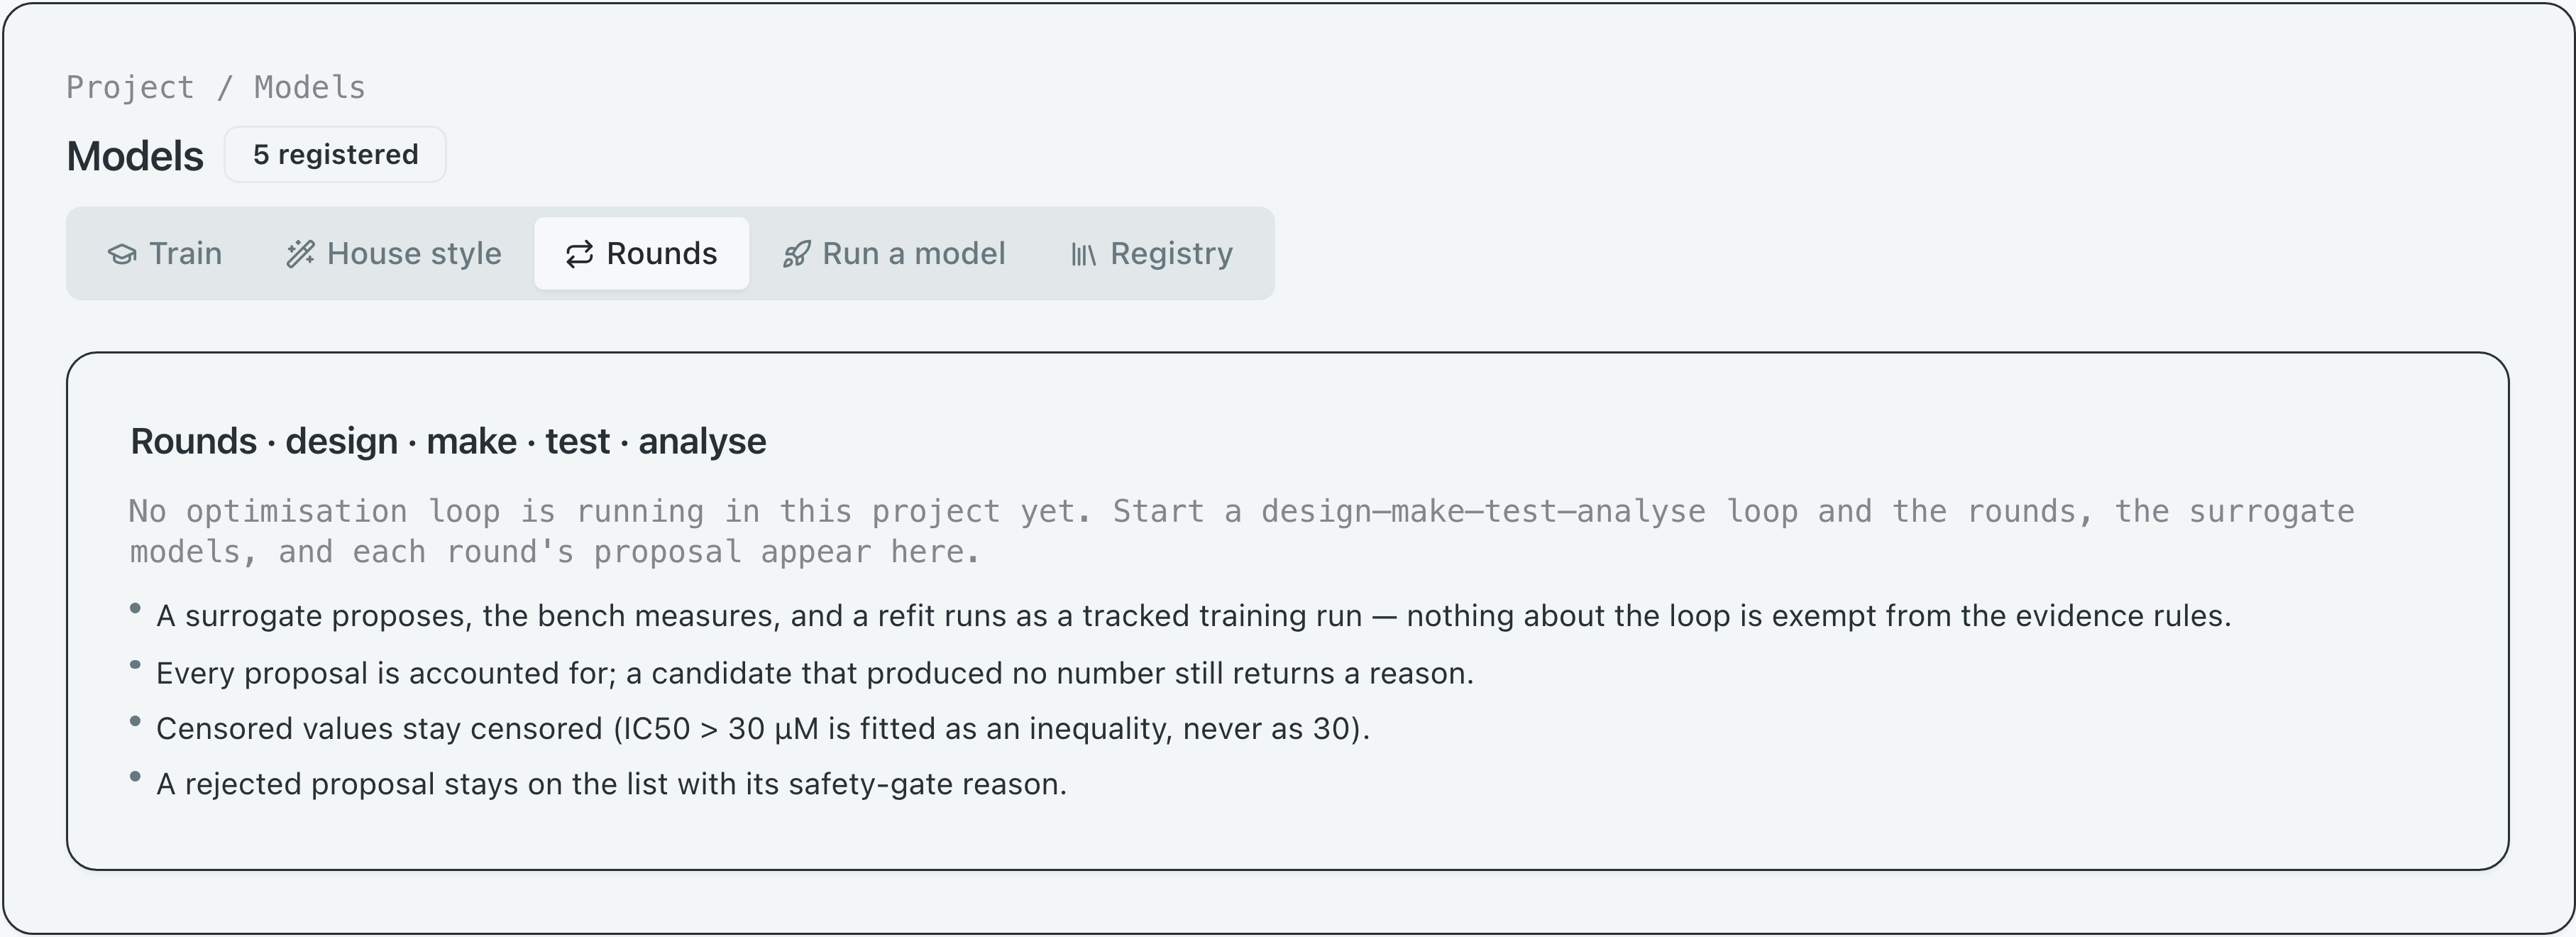 Project / Models
Models
5 registered
Train
House style
Rounds
Run a model
Registry
Rounds · design · make · test · analyse
No optimisation loop is running in this project yet. Start a design—make—test—analyse loop and the rounds, the surrogate
models, and each round's proposal appear here.
A surrogate proposes, the bench measures, and a refit runs as a tracked training run — nothing about the loop is exempt from the evidence rules.
Every proposal is accounted for; a candidate that produced no number still returns a reason.
Censored values stay censored (IC50 > 30 µM is fitted as an inequality, never as 30).
A rejected proposal stays on the list with its safety-gate reason.